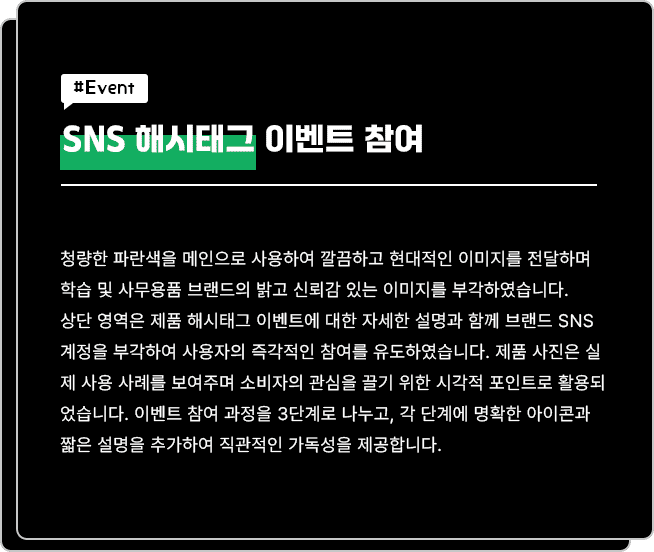 #Event
SNS 해시태그 이벤트 참여
청량한 파란색을 메인으로 사용하여 깔끔하고 현대적인 이미지를 전달하며
학습 및 사무용품 브랜드의 밝고 신뢰감 있는 이미지를 부각하였습니다.
상단 영역은 제품 해시태그 이벤트에 대한 자세한 설명과 함께 브랜드 SNS
계정을 부각하여 사용자의 즉각적인 참여를 유도하였습니다. 제품 사진은 실
제 사용 사례를 보여주며 소비자의 관심을 끌기 위한 시각적 포인트로 활용되
었습니다. 이벤트 참여 과정을 3단계로 나누고, 각 단계에 명확한 아이콘과
짧은 설명을 추가하여 직관적인 가독성을 제공합니다.